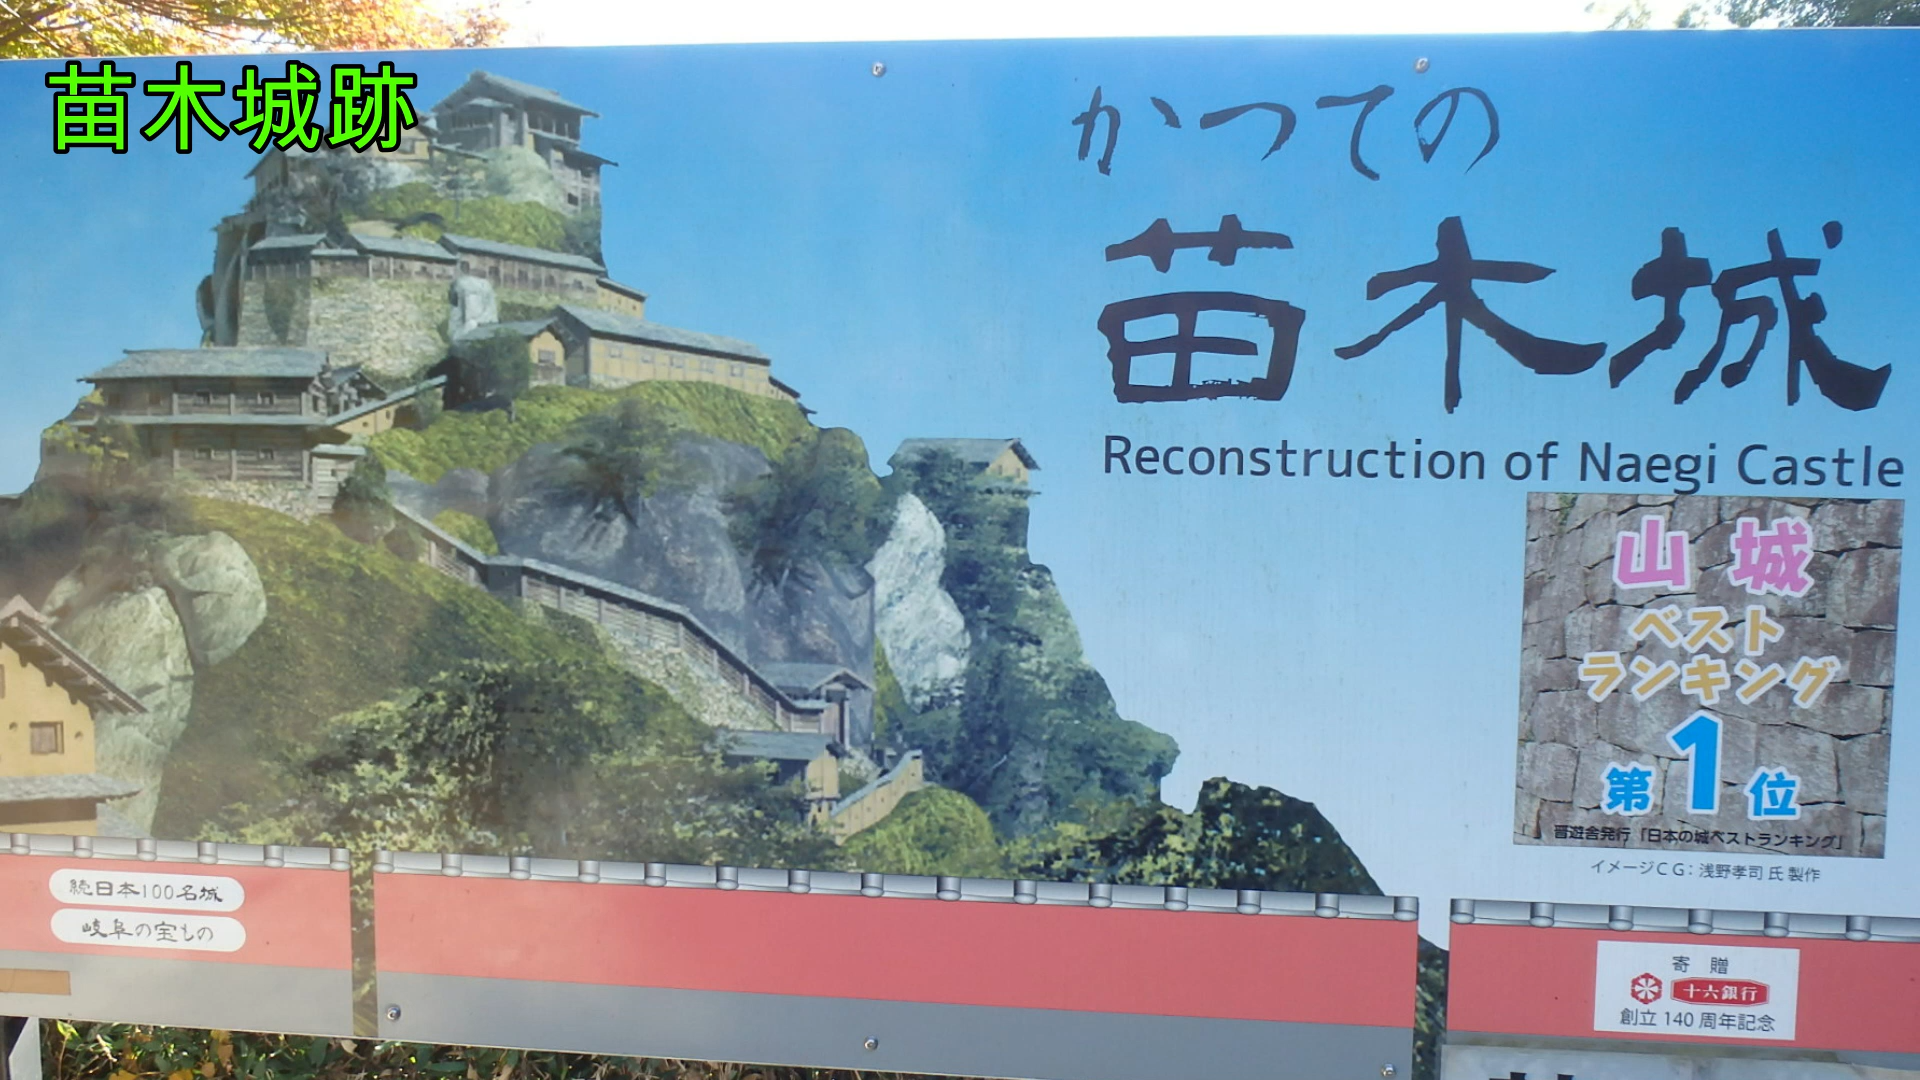 苗木城跡
かつての
苗木城
Reconstruction of Naegi Castle
山城
ベスト
ランキング
第1位
晋遊舎発行「日本の城ベストランキング」
イメージCG：浅野孝司 氏 製作
続日本100名城
岐阜の宝もの
寄 贈
十六銀行
創立140周年記念